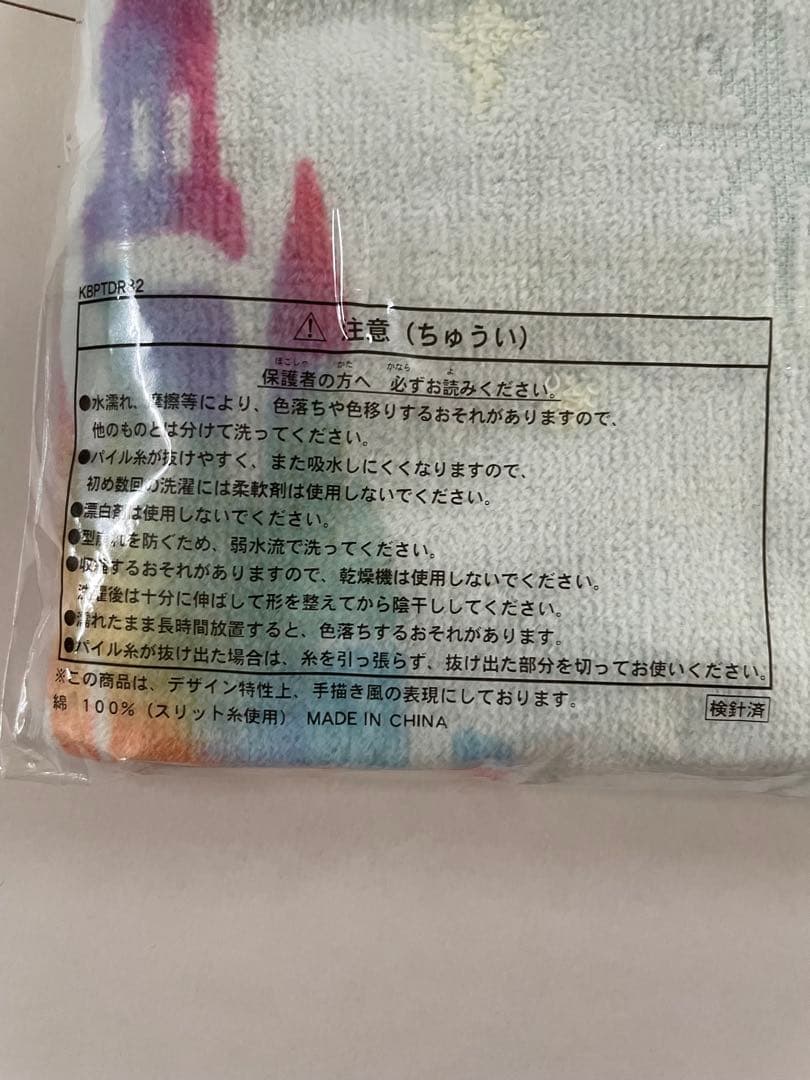 KBPTDR82
注意(ちゅうい)
保護者の方へ 必ずお読みください。
●水濡れ、摩擦等により、色落ちや色移りするおそれがありますので、
他のものとは分けて洗ってください。
●パイル糸が抜けやすく、また吸水しにくくなりますので、
初め数回の洗濯には柔軟剤は使用しないでください。
●漂白剤は使用しないでください。
●型崩れを防ぐため、弱水流で洗ってください。
●収縮するおそれがありますので、乾燥機は使用しないでください。
洗濯後は十分に伸ばして形を整えてから陰干ししてください。
●濡れたまま長時間放置すると、色落ちするおそれがあります。
●パイル糸が抜け出た場合は、糸を引っ張らず、抜け出た部分を切ってお使いください。
※この商品は、デザイン特性上、手描き風の表現にしております。
綿 100%(スリット糸使用) MADE IN CHINA
検針済